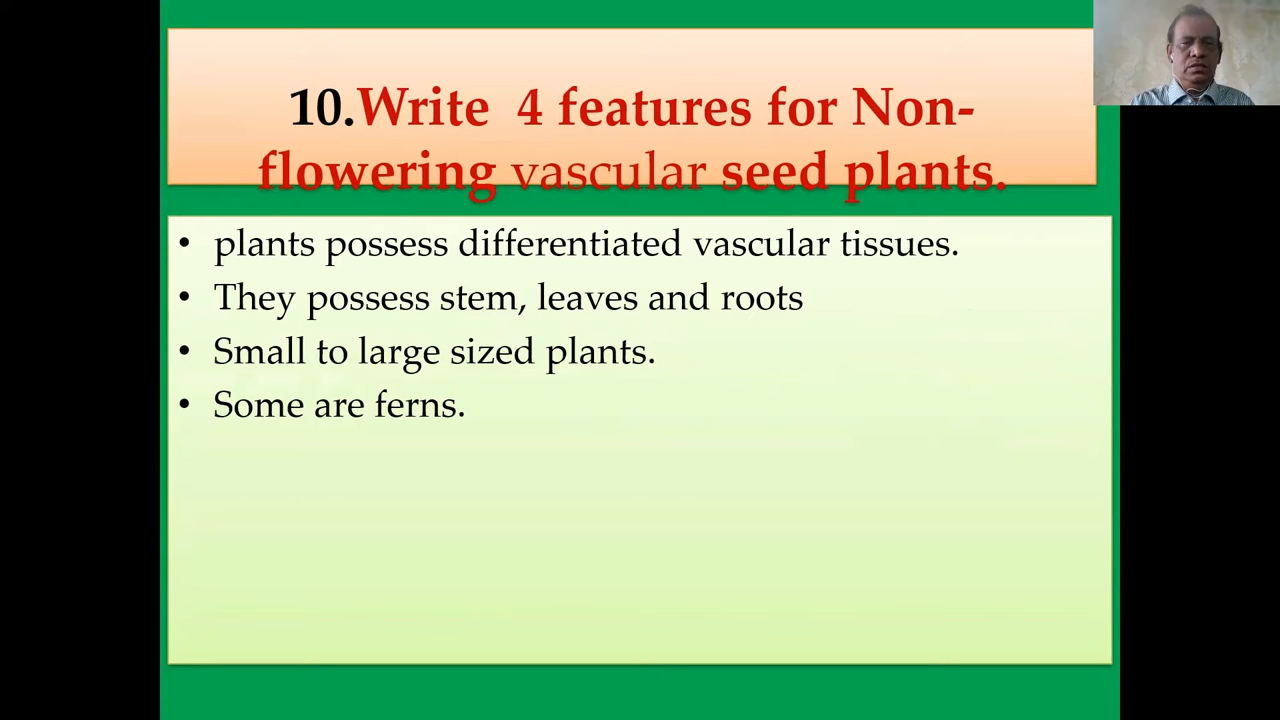 10.Write 4 features for Non-
flowering vascular seed plants.
• plants possess differentiated vascular tissues.
• They possess stem, leaves and roots
• Small to large sized plants.
• Some are ferns.